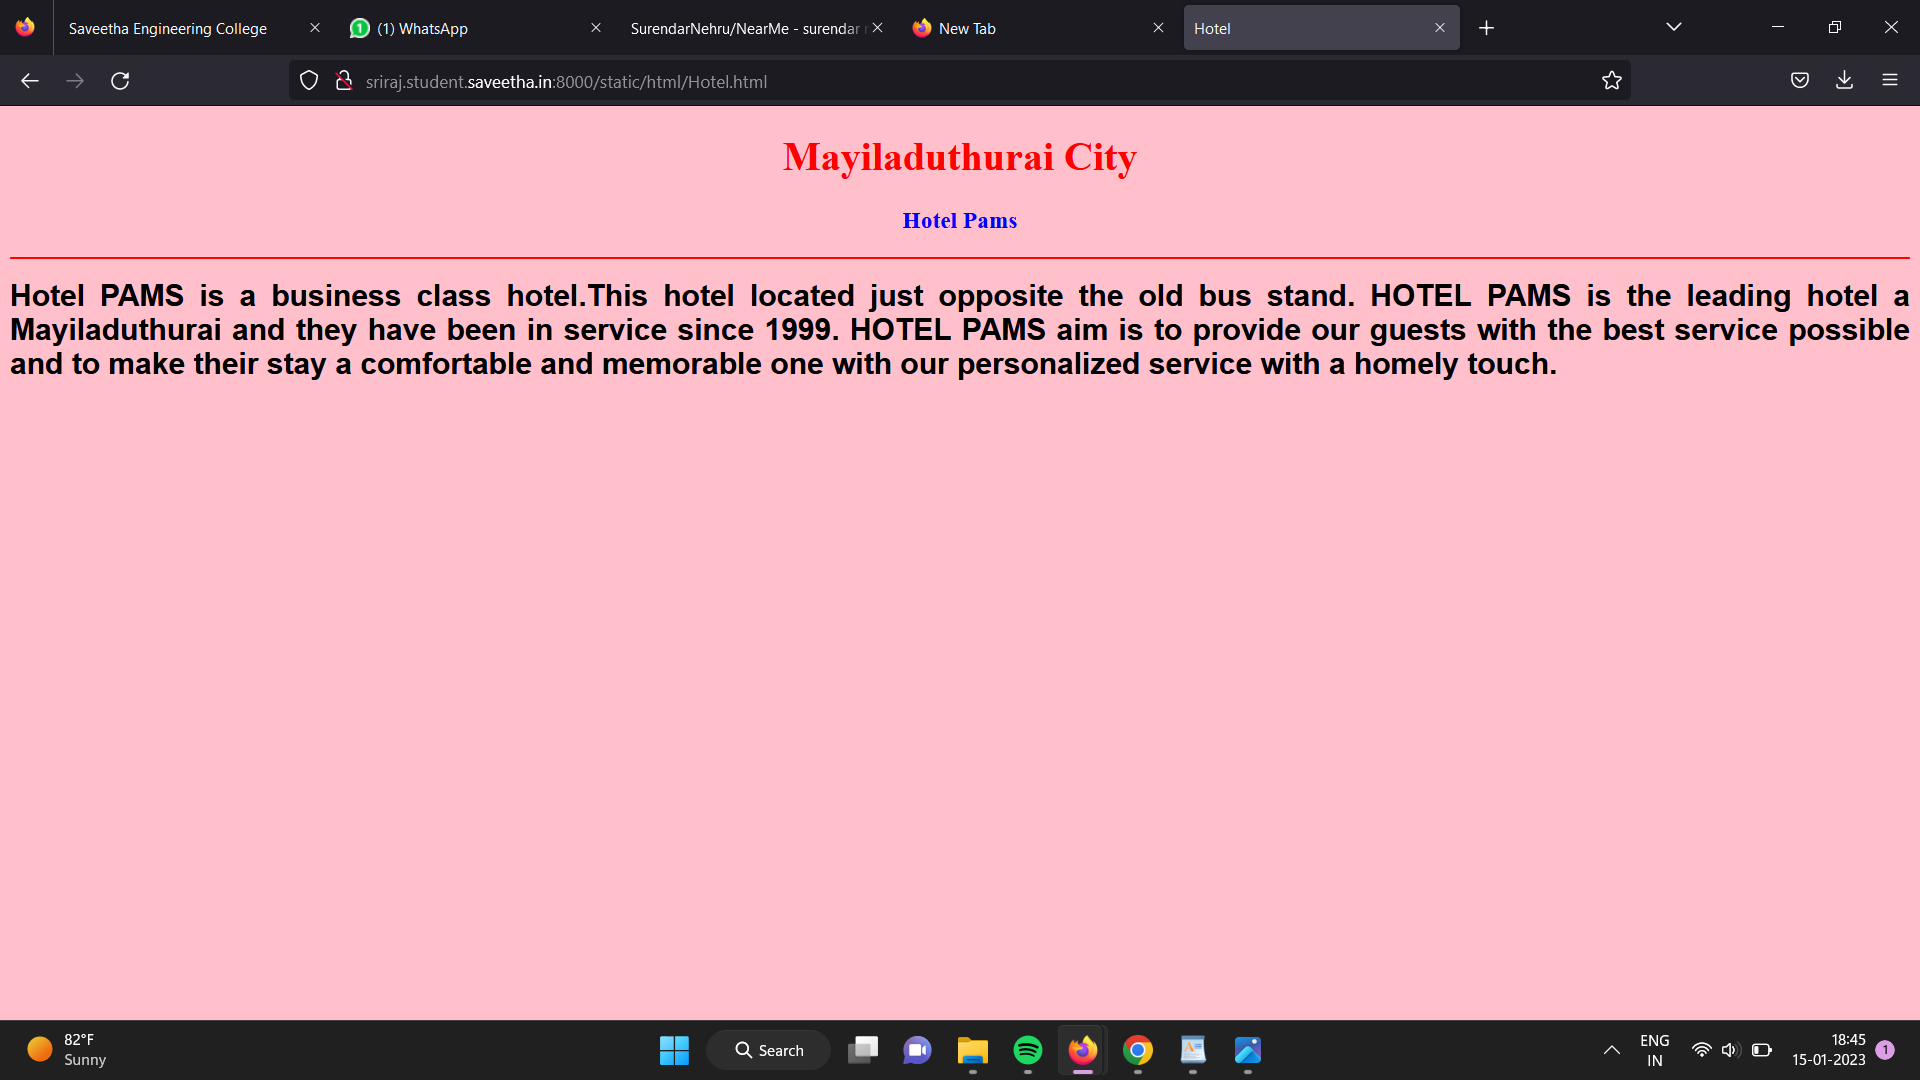 Saveetha Engineering College
(1) WhatsApp
SurendarNehru/NearMe - surendar
New Tab
Hotel
sriraj.student.saveetha.in:8000/static/html/Hotel.html
Mayiladuthurai City
Hotel Pams
Hotel PAMS is a business class hotel.This hotel located just opposite the old bus stand. HOTEL PAMS is the leading hotel a
Mayiladuthurai and they have been in service since 1999. HOTEL PAMS aim is to provide our guests with the best service possible
and to make their stay a comfortable and memorable one with our personalized service with a homely touch.
82°F
Sunny
Search
ENG
IN
18:45
15-01-2023
1